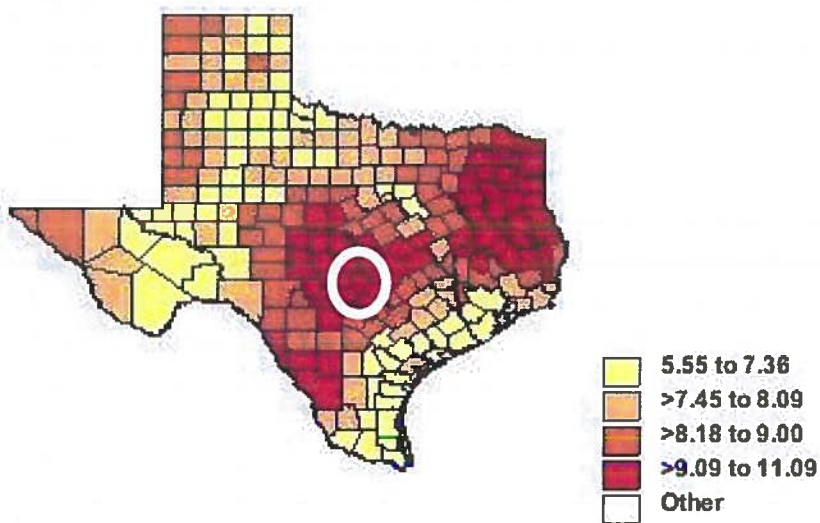 5.55 to 7.36
>7.45 to 8.09
>8.18 to 9.00
>9.09 to 11.09
Other